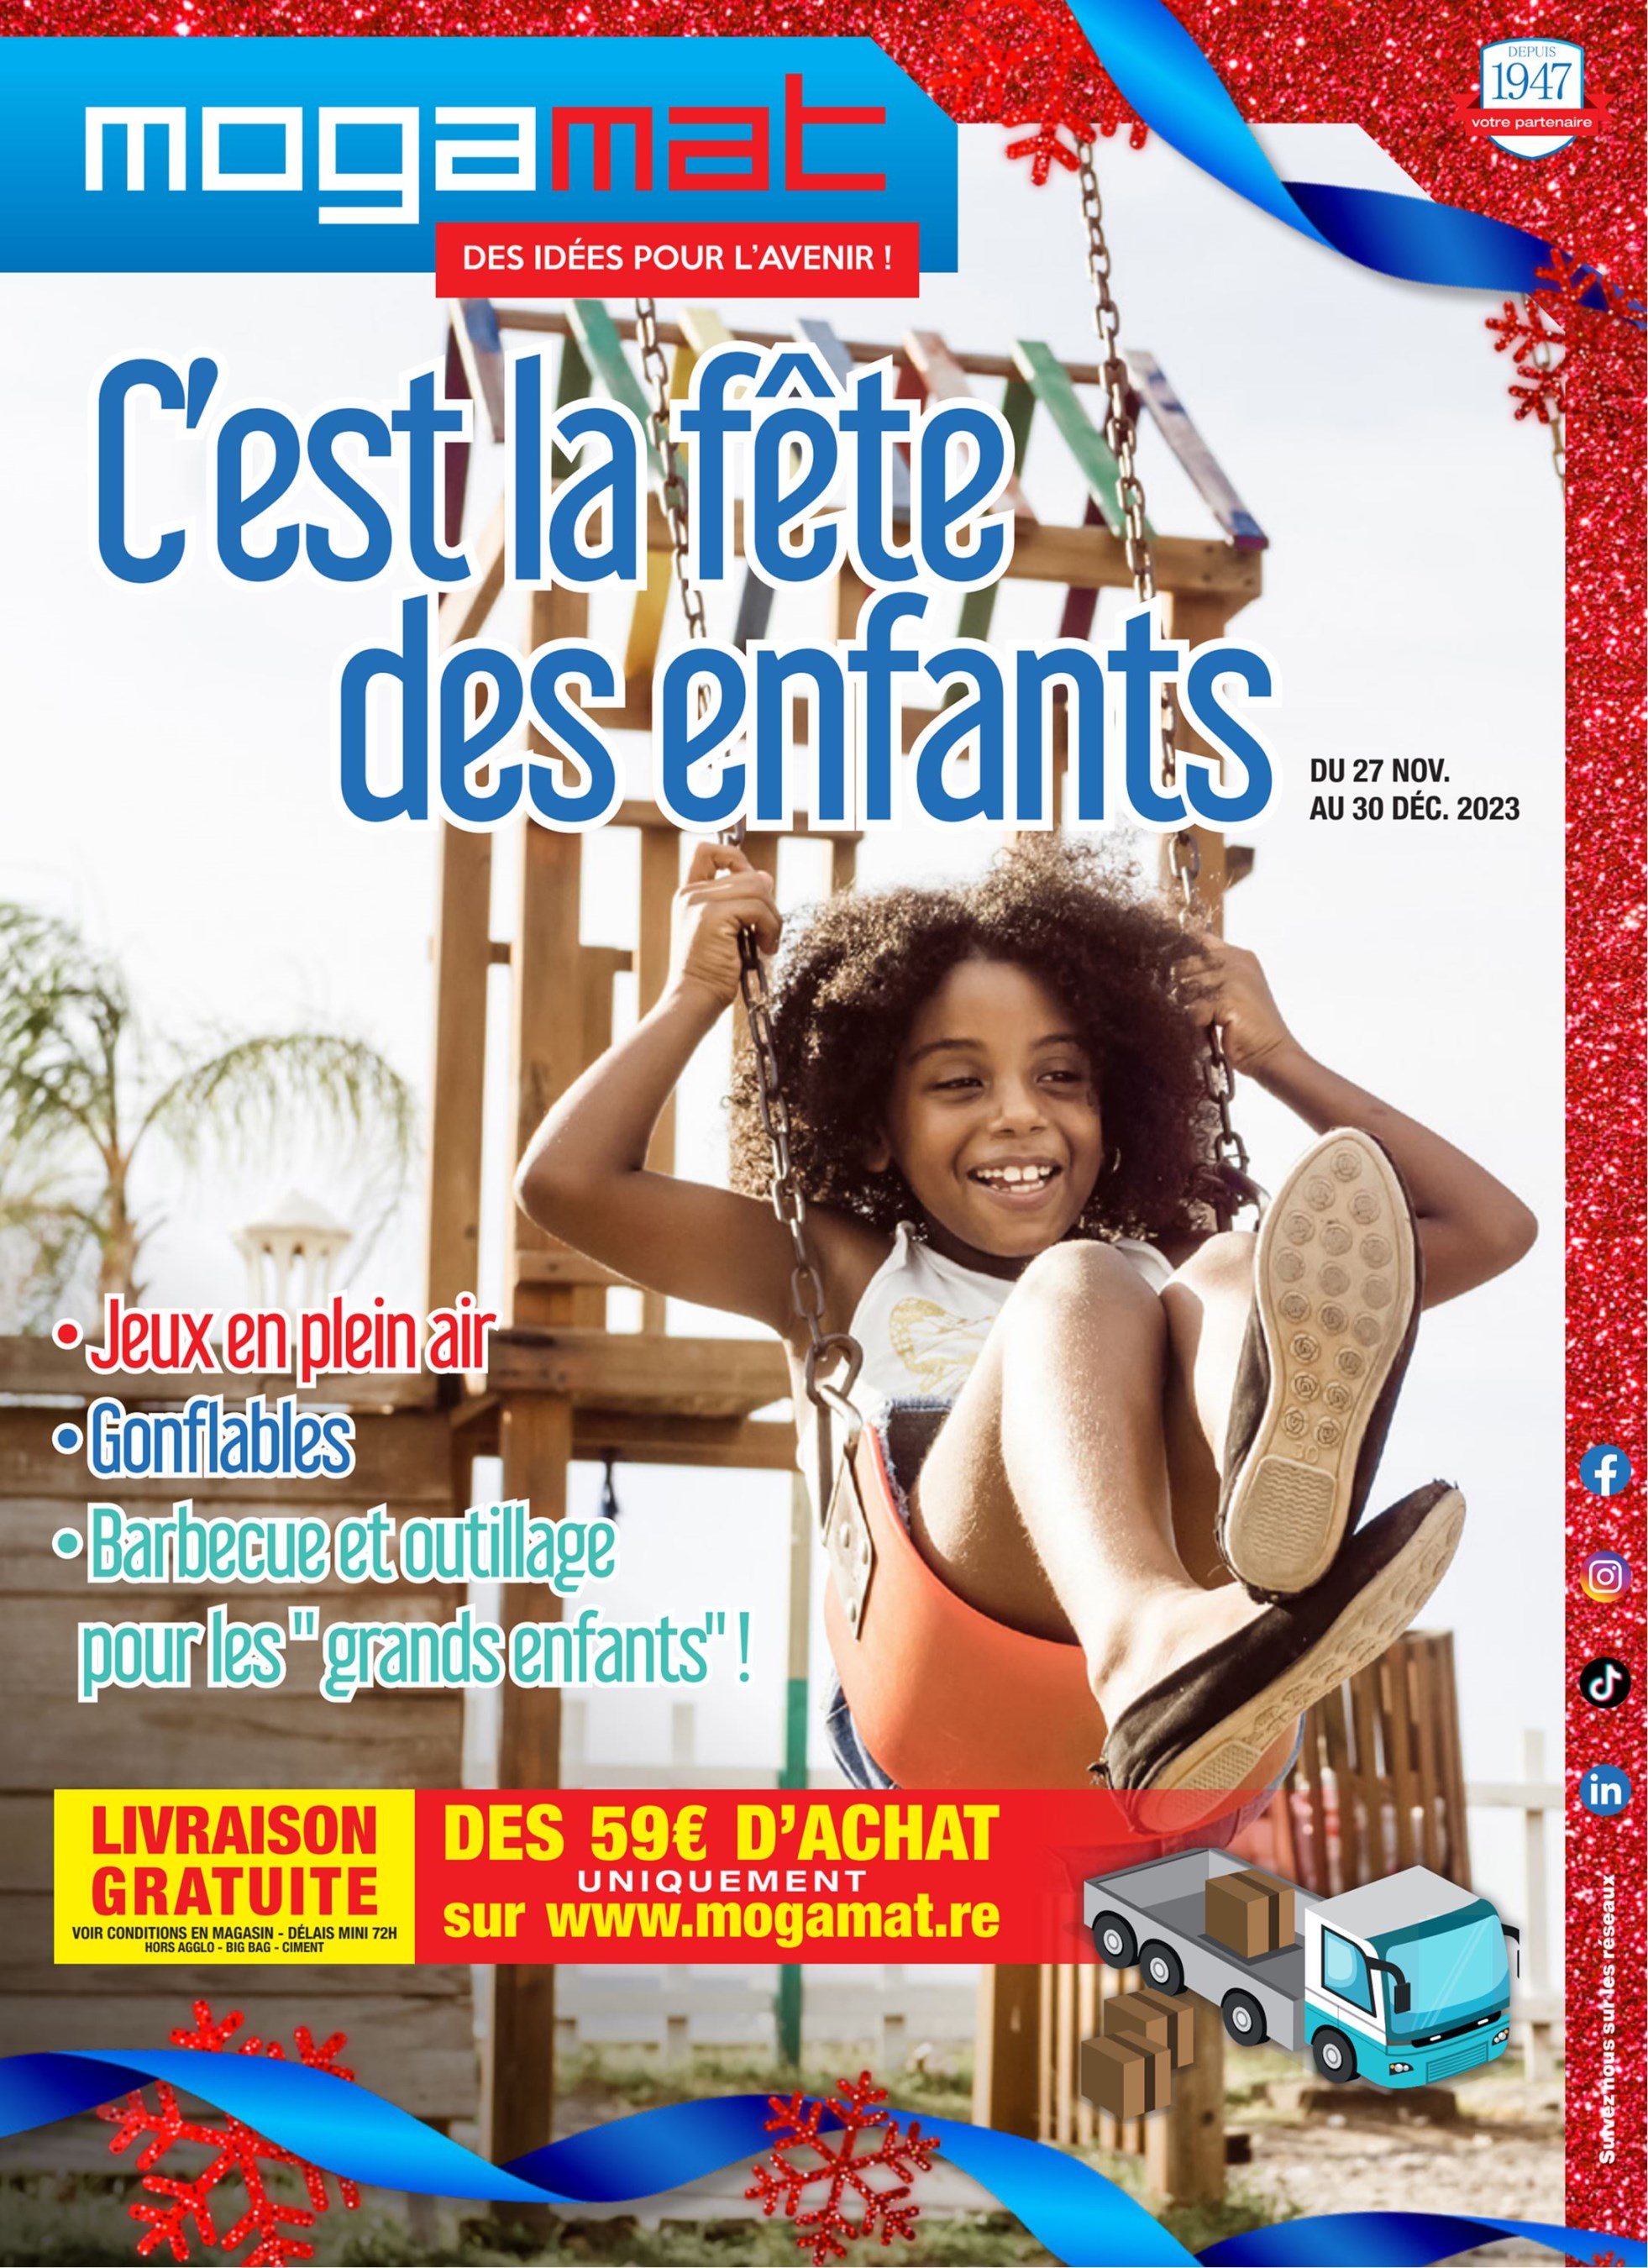 DEPUIS
1947
votre partenaire
mogamat
DES IDÉES POUR L'AVENIR !
C'est la fête
des enfants
DU 27 NOV.
AU 30 DÉC. 2023
• Jeux en plein air
• Gonflables
• Barbecue et outillage
pour les " grands enfants" !
LIVRAISON
GRATUITE
VOIR CONDITIONS EN MAGASIN - DÉLAIS MINI 72H
HORS AGGLO - BIG BAG - CIMENT
DES 59€ D'ACHAT
UNIQUEMENT
sur www.mogamat.re
f
in
Suivez nous sur les réseaux
30